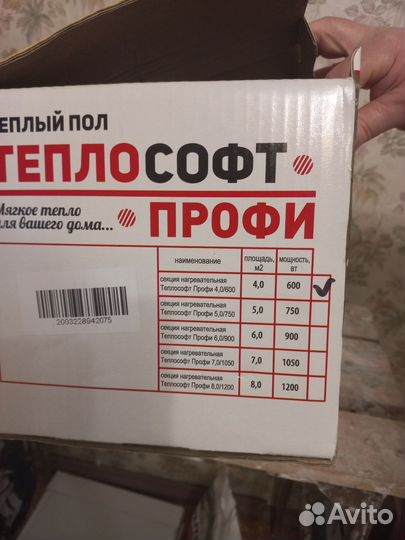 ЕПЛЫЙ ПОЛ
ТЕПЛОСОФТ
ПРОФИ
Мягкое тепло
для вашего дома...
наименование площадь, м2 мощность, вт
секция нагревательная
Теплософт Профи 4,0/600 4,0 600
секция нагревательная
Теплософт Профи 5,0/750 5,0 750
секция нагревательная
Теплософт Профи 6,0/900 6,0 900
секция нагревательная
Теплософт Профи 7,0/1050 7,0 1050
секция нагревательная
Теплософт Профи 8,0/1200 8,0 1200
2003228942075
Avito